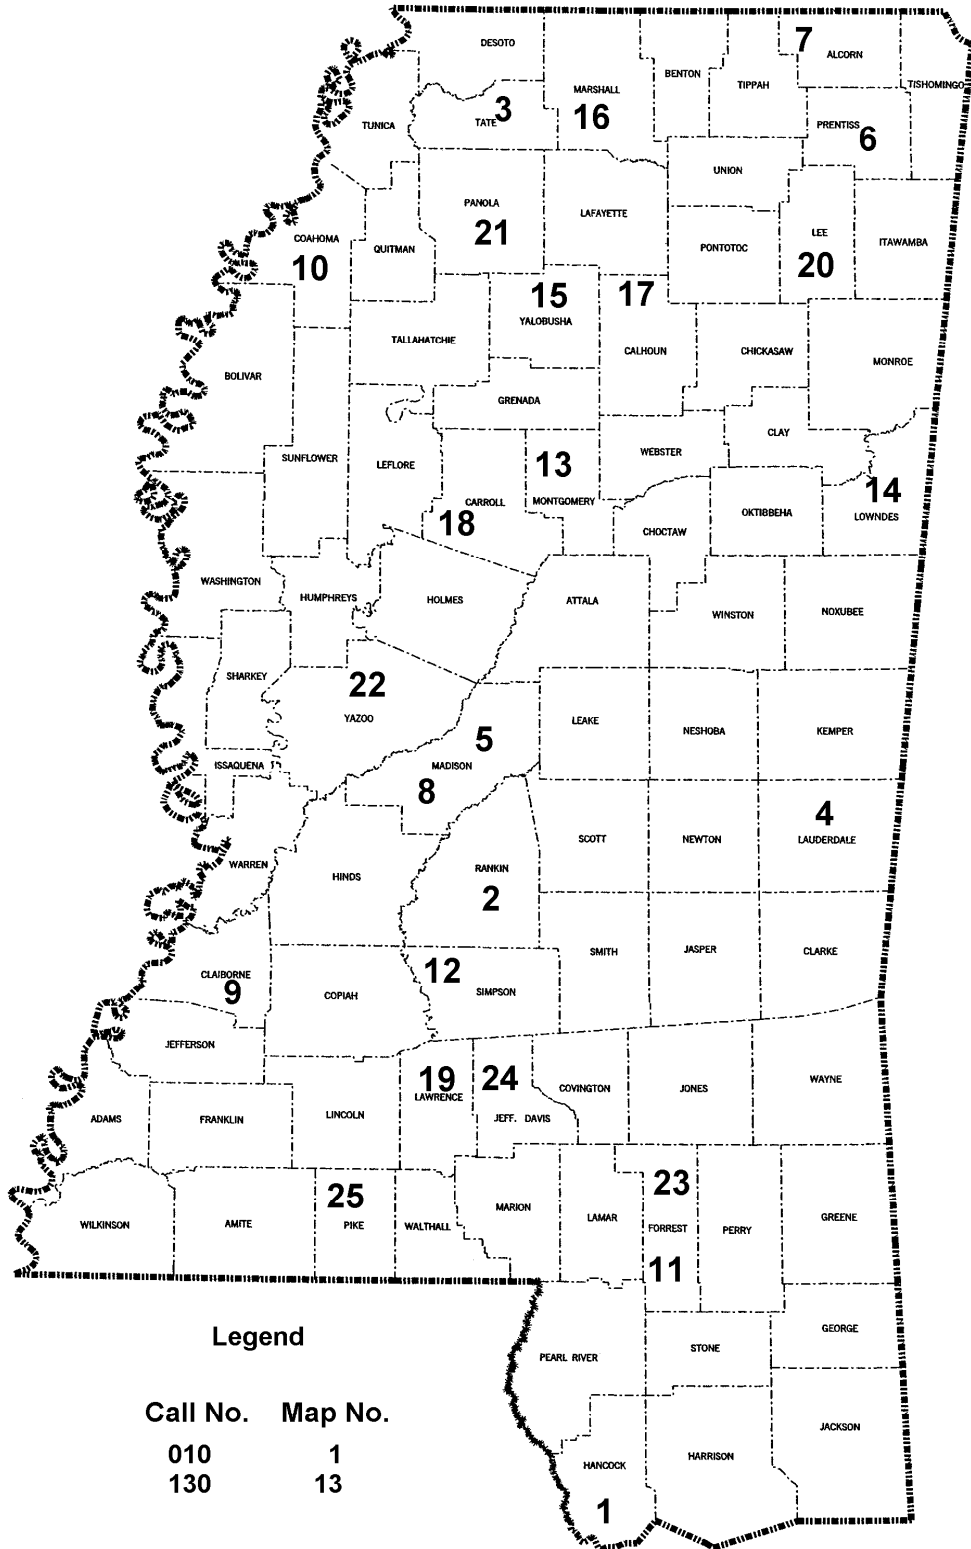 7
DESOTO
ALCORN
BENTON
TIPPAH
TISHOMINGO
MARSHALL
3
TATE
16
TUNICA
PRENTISS
6
UNION
PANOLA
LAFAYETTE
21
LEE
COAHOMA
QUITMAN
PONTOTOC
ITAWAMBA
10
20
15
17
YALOBUSHA
TALLAHATCHIE
CALHOUN
CHICKASAW
MONROE
BOLIVAR
GRENADA
CLAY
SUNFLOWER
LEFLORE
13
WEBSTER
14
CARROLL
MONTGOMERY
18
OKTIBBEHA
LOWNDES
CHOCTAW
WASHINGTON
HUMPHREYS
HOLMES
ATTALA
WINSTON
NOXUBEE
SHARKEY
22
YAZOO
LEAKE
NESHOBA
KEMPER
5
ISSAQUENA
MADISON
8
4
SCOTT
NEWTON
LAUDERDALE
WARREN
HINDS
RANKIN
2
SMITH
JASPER
CLARKE
CLAIBORNE
12
9
COPIAH
SIMPSON
JEFFERSON
19
24
LAWRENCE
COVINGTON
JONES
WAYNE
ADAMS
FRANKLIN
LINCOLN
JEFF. DAVIS
25
23
WILKINSON
AMITE
PIKE
WALTHALL
MARION
LAMAR
FORREST
PERRY
GREENE
11
PEARL RIVER
STONE
GEORGE
HANCOCK
HARRISON
JACKSON
1
Legend
Call No. Map No.
010 1
130 13